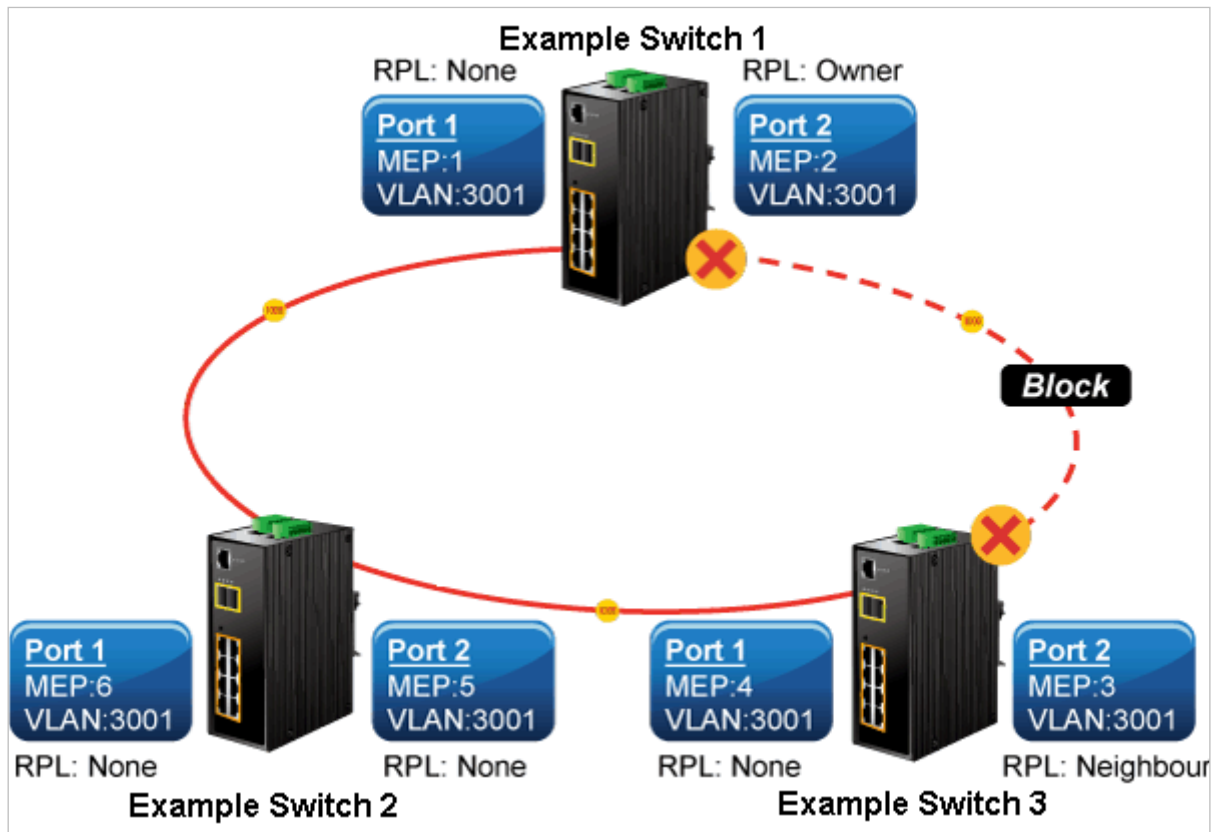 Example Switch 1
RPL: None
RPL: Owner
Port 1
MEP:1
VLAN:3001
Port 2
MEP:2
VLAN:3001
Block
Port 1
MEP:6
VLAN:3001
Port 2
MEP:5
VLAN:3001
Port 1
MEP:4
VLAN:3001
Port 2
MEP:3
VLAN:3001
RPL: None
RPL: None
RPL: None
RPL: Neighbour
Example Switch 2
Example Switch 3